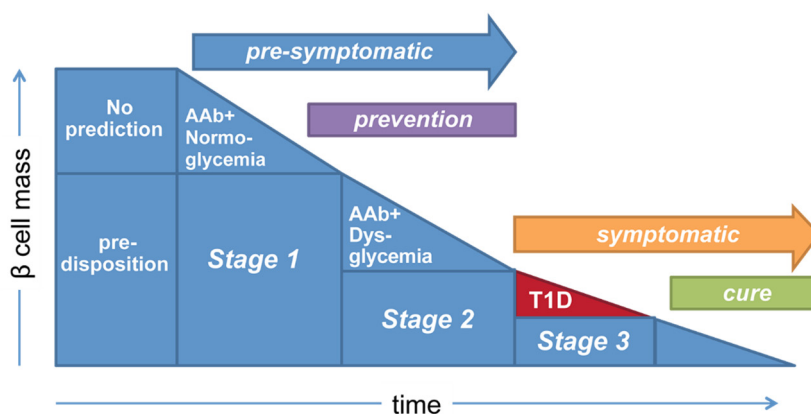 pre-symptomatic
prevention
No
prediction
AAb+
Normo-
glycemia
pre-
disposition
Stage 1
AAb+
Dys-
glycemia
Stage 2
symptomatic
cure
T1D
Stage 3
β cell mass
time